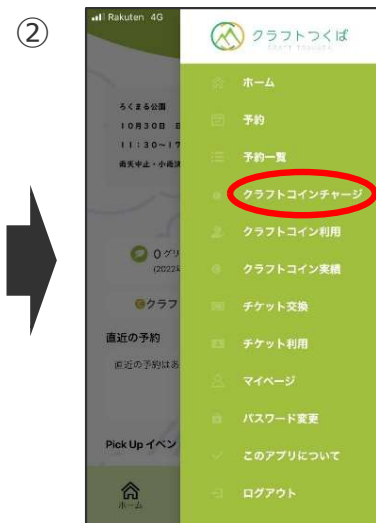 ②
Rakuten 4G
クラフトつくば
CRAFT TSUKUBA
ホーム
予約
予約一覧
クラフトコインチャージ
クラフトコイン利用
クラフトコイン実績
チケット交換
チケット利用
マイページ
パスワード変更
このアプリについて
ログアウト
ろくまる公園
10月30日 日
11:30~17
雨天中止・小雨決
0 グリ
(2022年
クラフ
直近の予約
直近の予約はあ
Pick Up イベン
ホーム